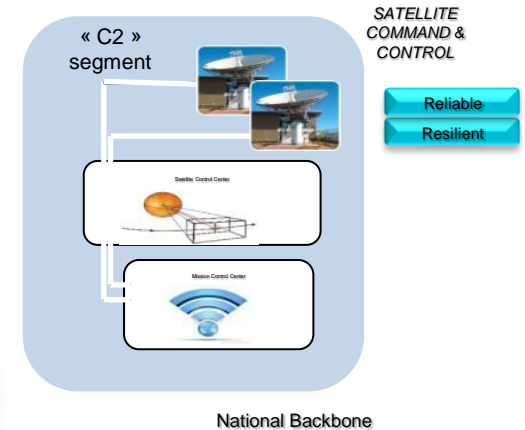 « C2 »
segment
SATELLITE
COMMAND &
CONTROL
Reliable
Resilient
Satellite Control Center
Mission Control Center
National Backbone